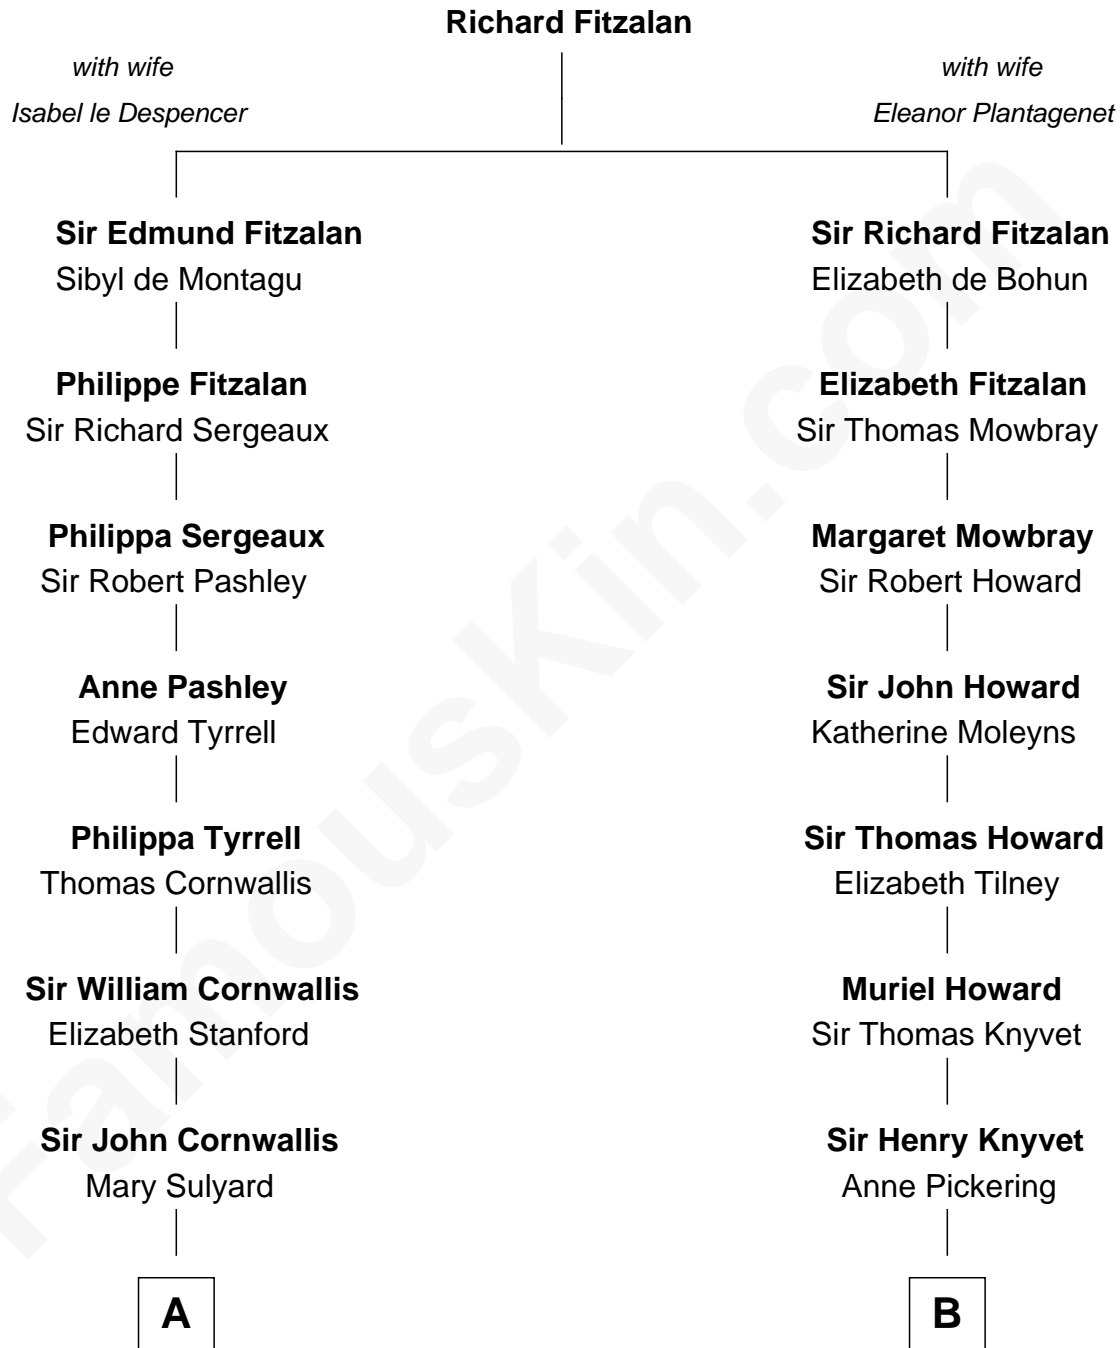 Richard Fitzalan
with wife
Isabel le Despencer
with wife
Eleanor Plantagenet
Sir Edmund Fitzalan
Sibyl de Montagu
Sir Richard Fitzalan
Elizabeth de Bohun
Philippe Fitzalan
Sir Richard Sergeaux
Elizabeth Fitzalan
Sir Thomas Mowbray
Philippa Sergeaux
Sir Robert Pashley
Margaret Mowbray
Sir Robert Howard
Anne Pashley
Edward Tyrrell
Sir John Howard
Katherine Moleyns
Philippa Tyrrell
Thomas Cornwallis
Sir Thomas Howard
Elizabeth Tilney
Sir William Cornwallis
Elizabeth Stanford
Muriel Howard
Sir Thomas Knyvet
Sir John Cornwallis
Mary Sulyard
Sir Henry Knyvet
Anne Pickering
A
B
FamousKin.com